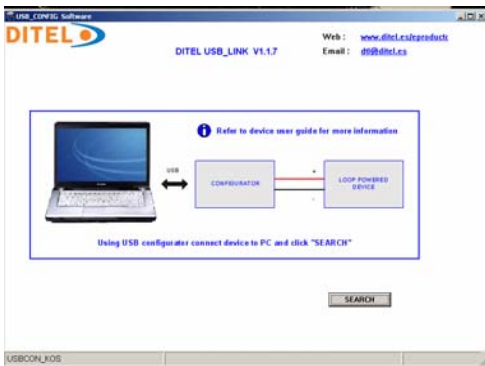 USB_CONFIG Software
DITEL
DITEL USB_LINK V1.1.7
Web : www.ditel.es/eproductc
Email : dtl@ditel.es
Refer to device user guide for more information
USB
CONFIGURATOR
+
-
LOOP POWERED
DEVICE
Using USB configurator connect device to PC and click "SEARCH"
SEARCH
USBCON_KOS